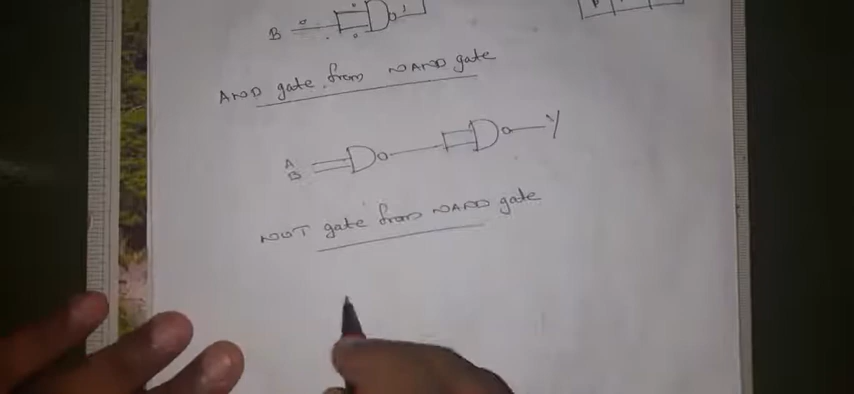 B
AND gate from NAND gate
A
B
Y
NOT gate from NAND gate